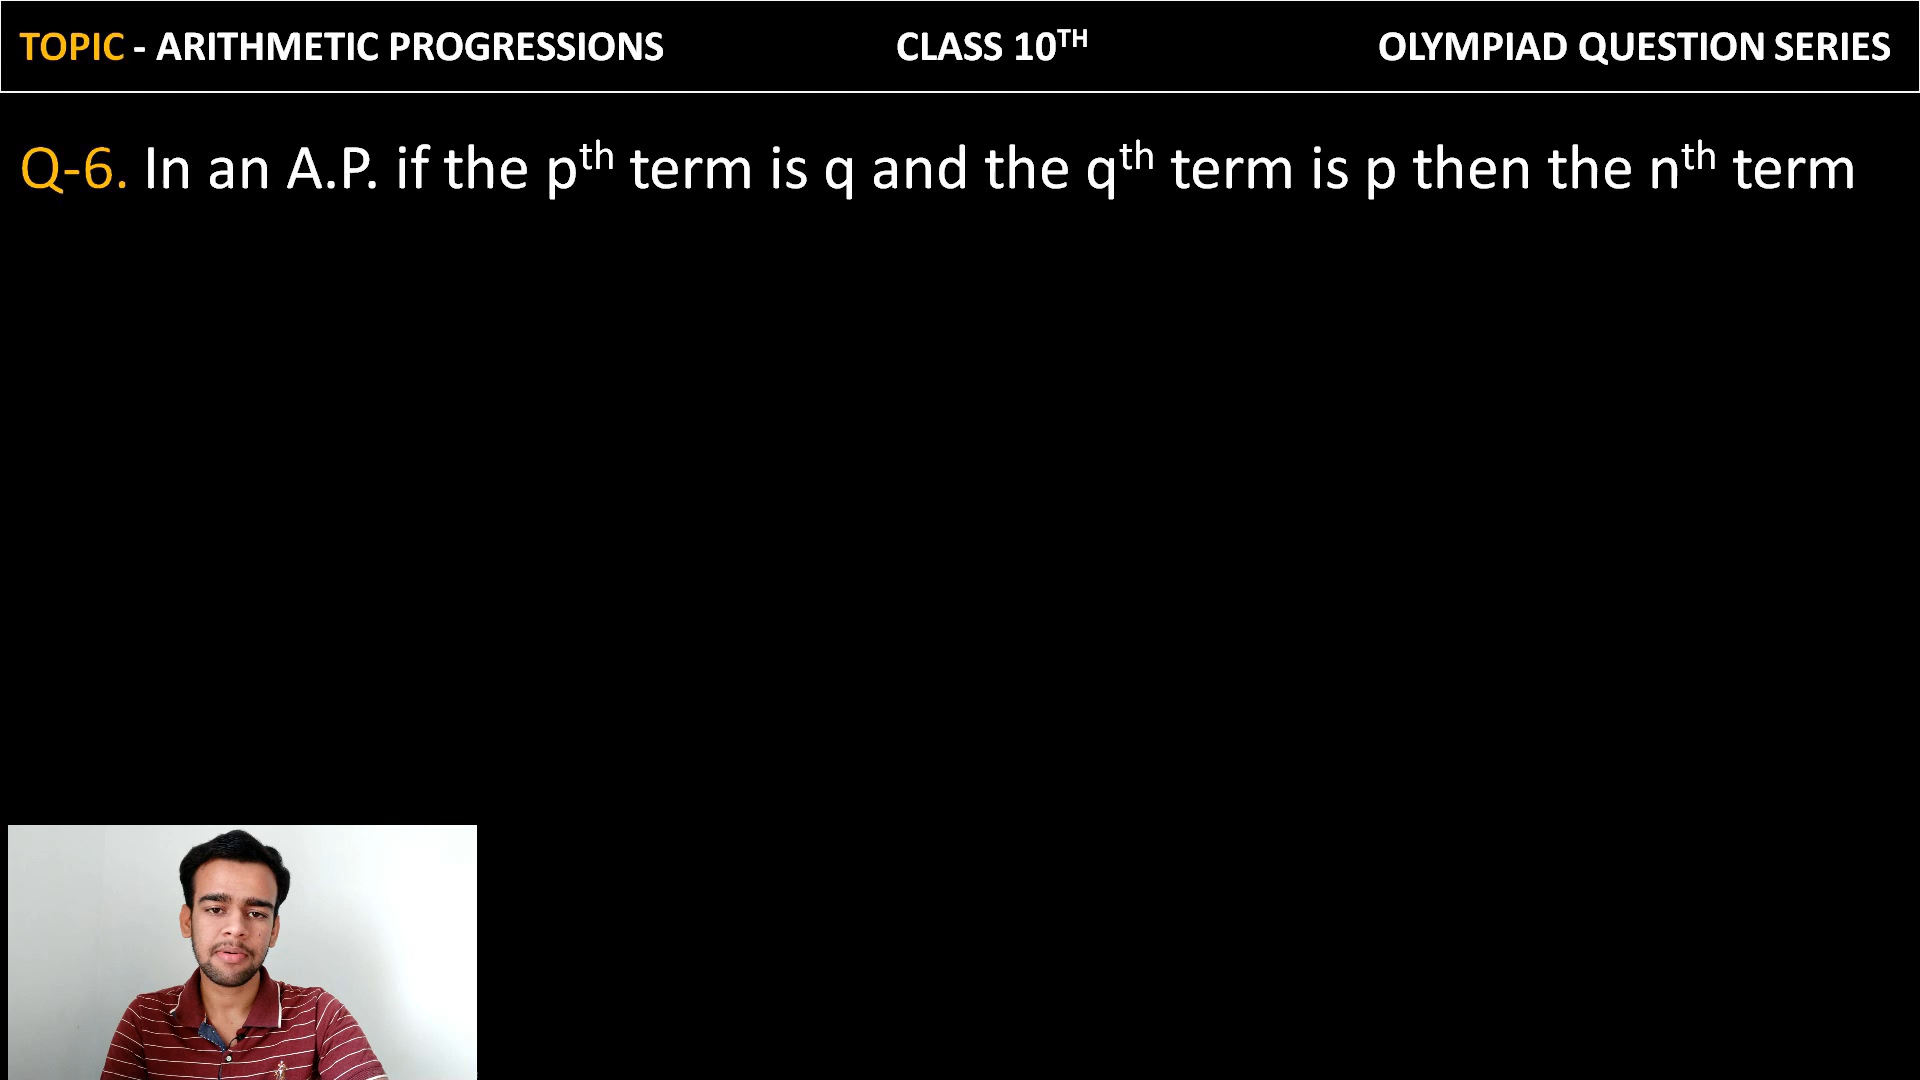 TOPIC - ARITHMETIC PROGRESSIONS CLASS 10TH OLYMPIAD QUESTION SERIES
Q-6. In an A.P. if the pth term is q and the qth term is p then the nth term